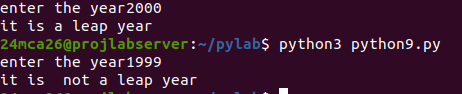 enter the year2000
it is a leap year
24mca26@projlabserver:~/pylab$ python3 python9.py
enter the year1999
it is  not a leap year